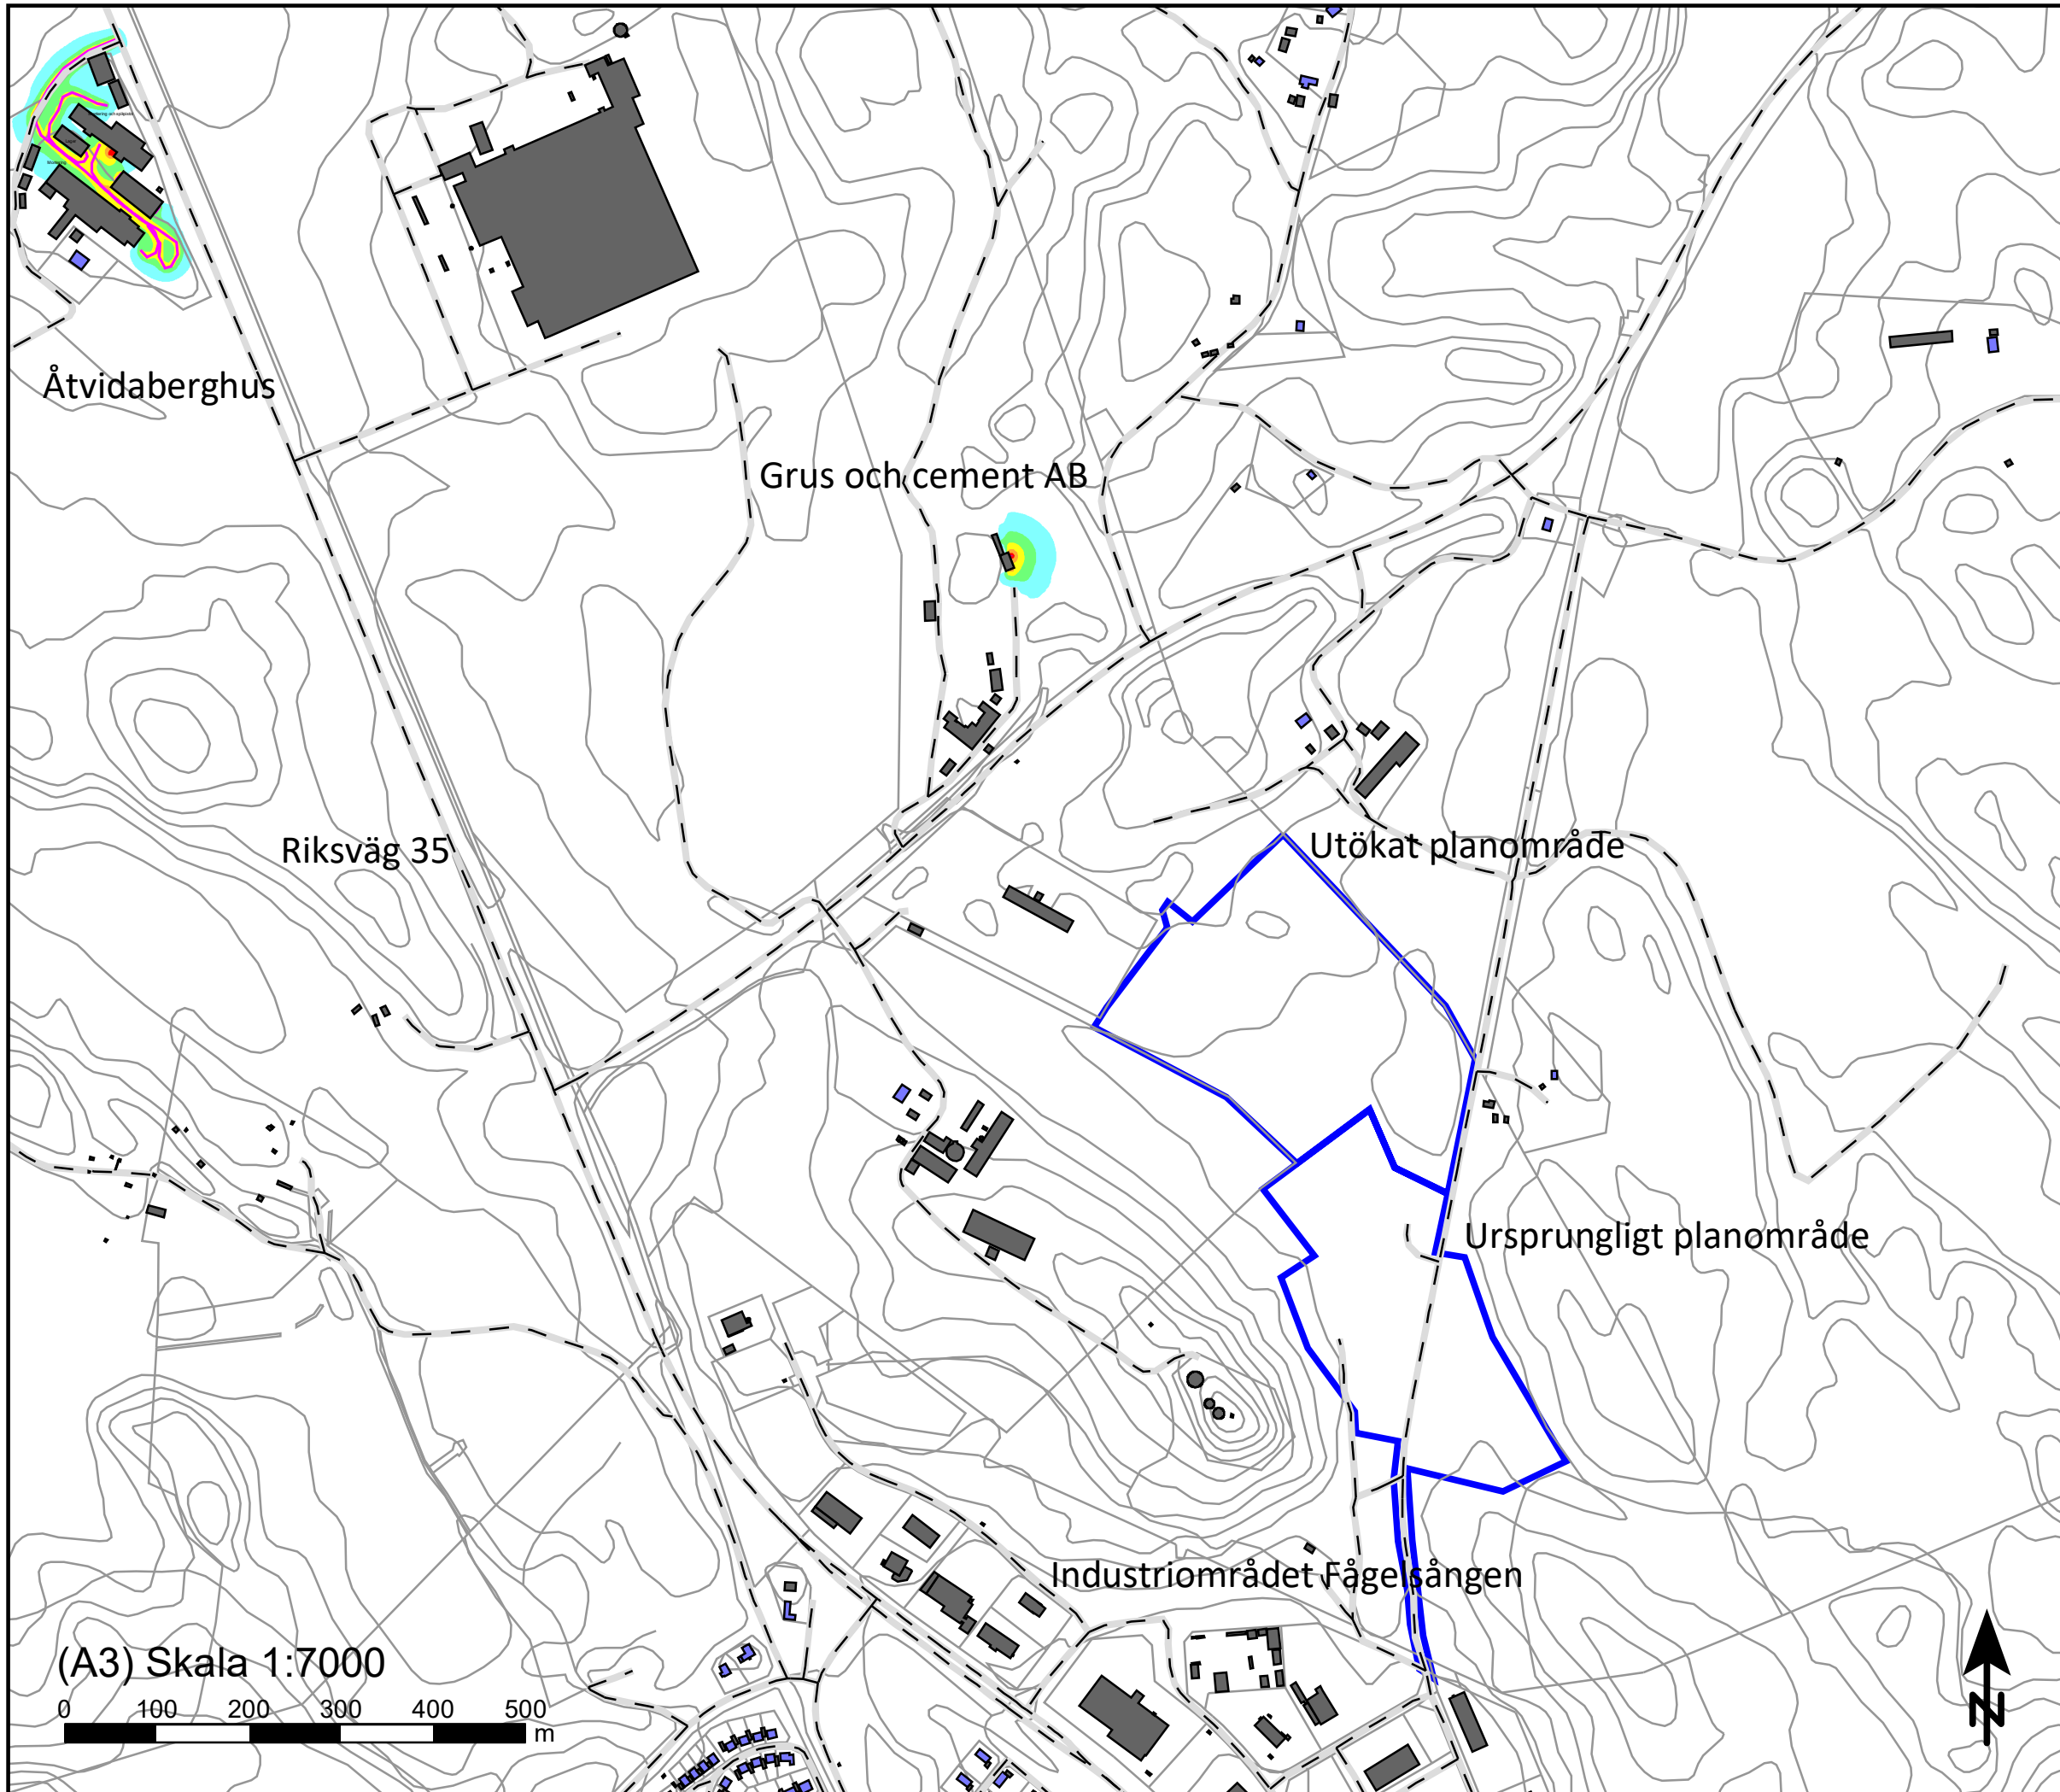 Åtvidaberghus
Grus och cement AB
Riksväg 35
Utökat planområde
Ursprungligt planområde
Industriområdet Fågelsången
(A3) Skala 1:7000
0 100 200 300 400 500
m
N